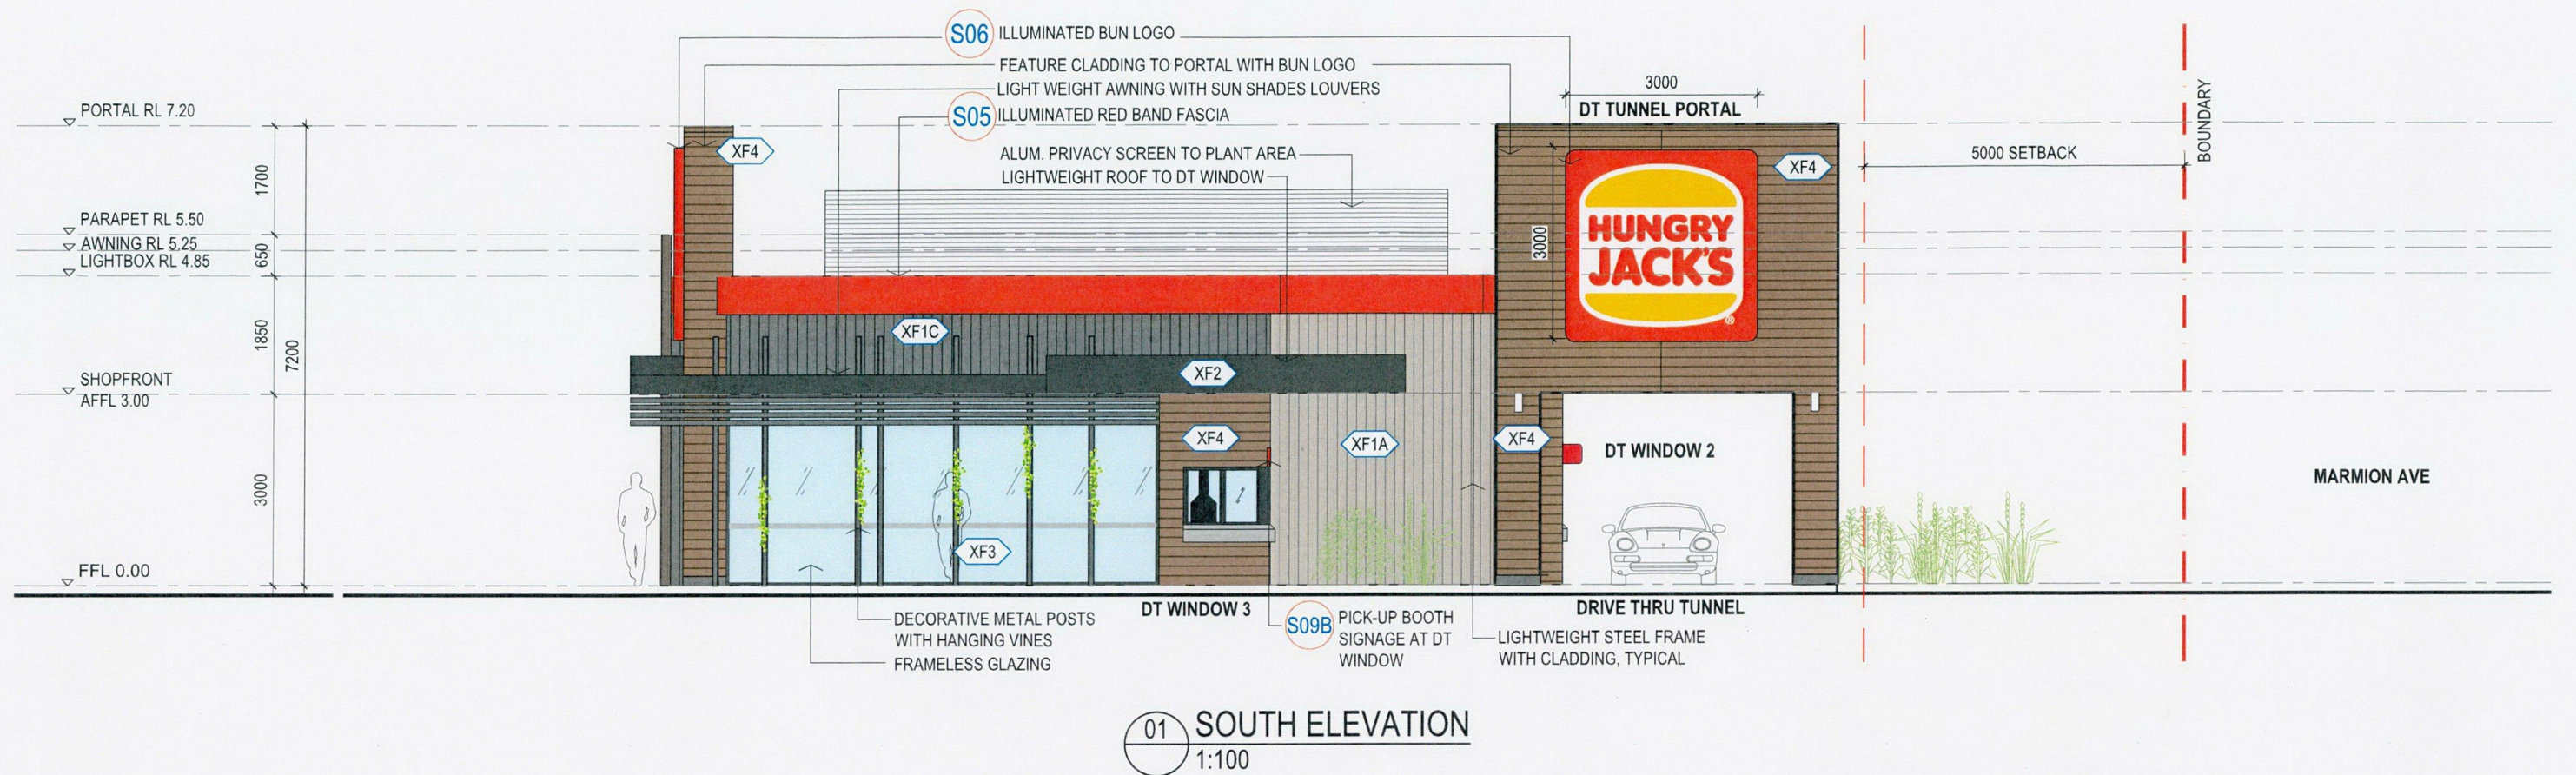 S06 ILLUMINATED BUN LOGO
FEATURE CLADDING TO PORTAL WITH BUN LOGO
LIGHT WEIGHT AWNING WITH SUN SHADES LOUVERS
S05 ILLUMINATED RED BAND FASCIA
ALUM. PRIVACY SCREEN TO PLANT AREA
LIGHTWEIGHT ROOF TO DT WINDOW
3000
DT TUNNEL PORTAL
5000 SETBACK
BOUNDARY
PORTAL RL 7.20
PARAPET RL 5.50
AWNING RL 5.25
LIGHTBOX RL 4.85
SHOPFRONT
AFFL 3.00
FFL 0.00
1700
650
1850
3000
7200
XF4
XF4
3000
HUNGRY
JACK'S
®
XF1C
XF2
XF4
XF1A
XF4
XF3
DT WINDOW 2
MARMION AVE
DT WINDOW 3
DRIVE THRU TUNNEL
DECORATIVE METAL POSTS
WITH HANGING VINES
FRAMELESS GLAZING
S09B PICK-UP BOOTH
SIGNAGE AT DT
WINDOW
LIGHTWEIGHT STEEL FRAME
WITH CLADDING, TYPICAL
01 SOUTH ELEVATION
1:100